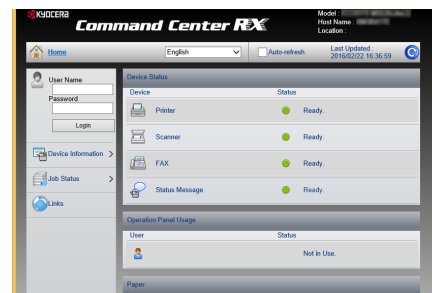 KYOCERA
Command Center RX
Model :
Host Name :
Location :
Home
English
Auto-refresh
Last Updated :
2016/02/22 16:36:59
User Name
Password
Login
Device Information
Job Status
Links
Device Status
Device Status
Printer Ready.
Scanner Ready.
FAX Ready.
Status Message Ready.
Operation Panel Usage
User Status
Not in Use.
Paper